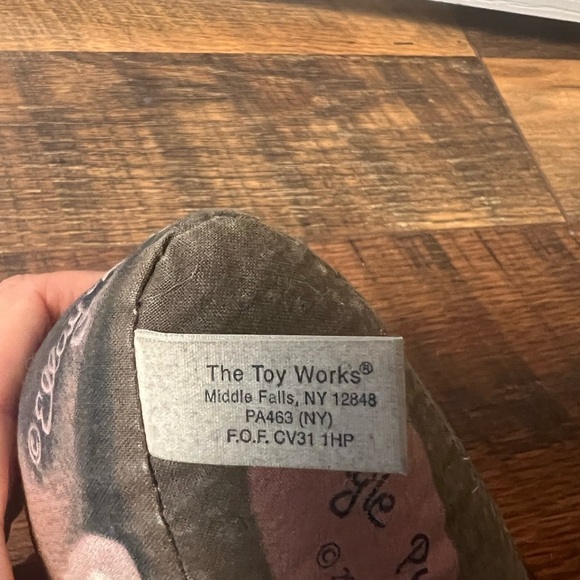 The Toy Works®
Middle Falls, NY 12848
PA463 (NY)
F.O.F. CV31 1HP
©
©